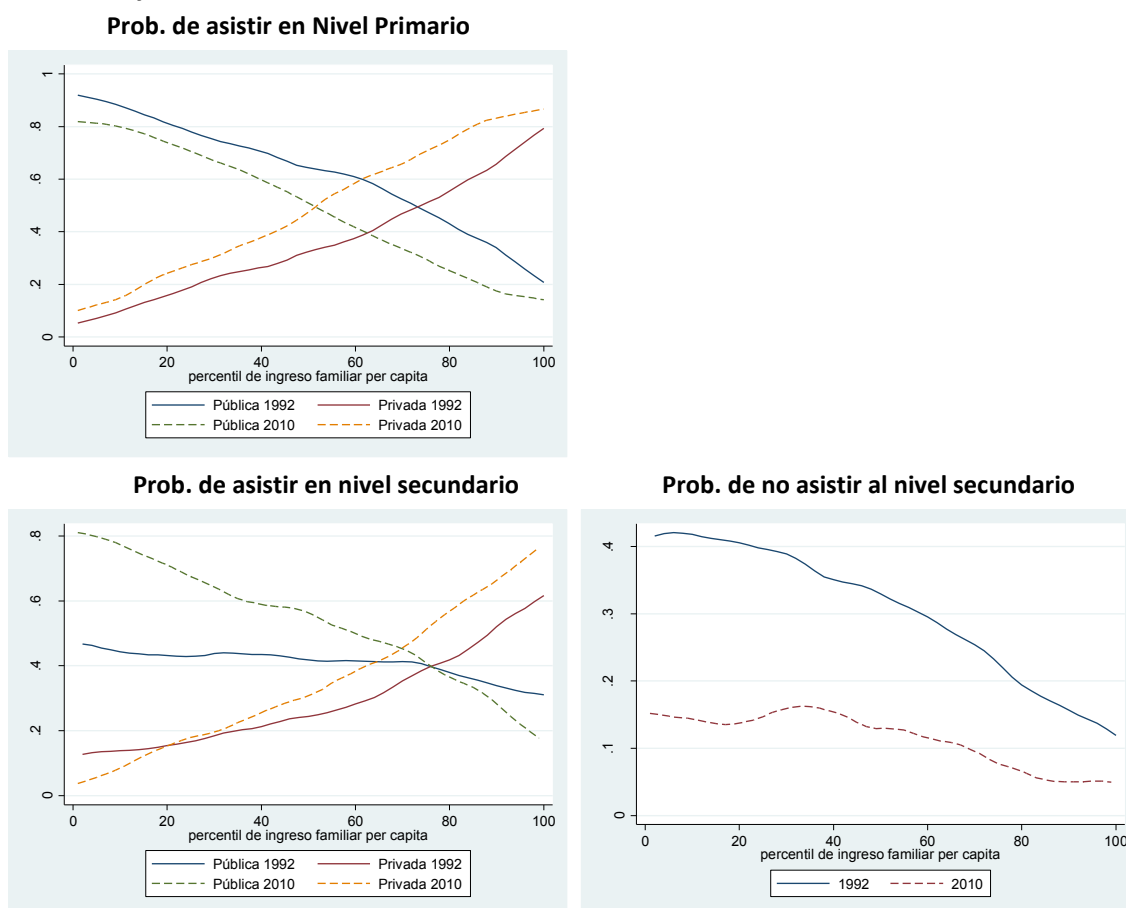 Prob. de asistir en Nivel Primario
1
.8
.6
.4
.2
0
0 20 40 60 80 100
percentil de ingreso familiar per capita
Pública 1992 Privada 1992
Pública 2010 Privada 2010
Prob. de asistir en nivel secundario
.8
.6
.4
.2
0
0 20 40 60 80 100
percentil de ingreso familiar per capita
Pública 1992 Privada 1992
Pública 2010 Privada 2010
Prob. de no asistir al nivel secundario
.4
.3
.2
.1
0
0 20 40 60 80 100
percentil de ingreso familiar per capita
1992 2010